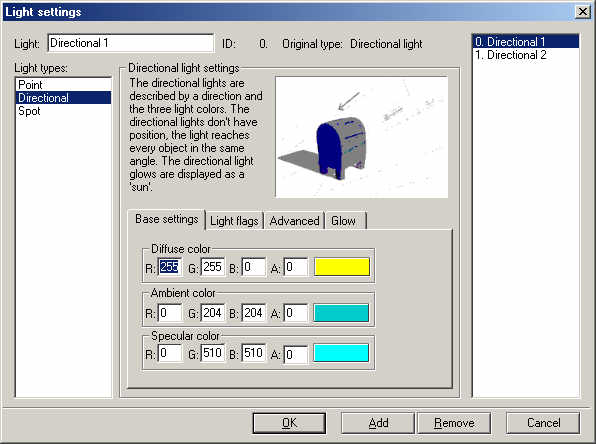 Light settings
Light: Directional 1 ID: 0. Original type: Directional light
0. Directional 1
1. Directional 2
Light types:
Point
Directional
Spot
Directional light settings
The directional lights are
described by a direction and
the three light colors. The
directional lights don't have
position, the light reaches
every object in the same
angle. The directional light
glows are displayed as a
'sun'.
Base settings Light flags Advanced Glow
Diffuse color
R: 255 G: 255 B: 0 A: 0
Ambient color
R: 0 G: 204 B: 204 A: 0
Specular color
R: 0 G: 510 B: 510 A: 0
OK Add Remove Cancel